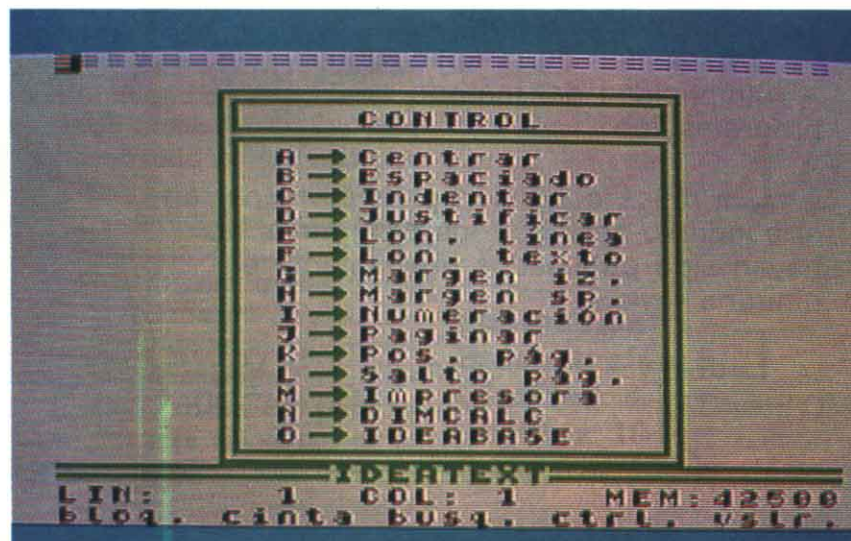 CONTROL
A → Centrar
B → Espaciado
C → Indentar
D → Justificar
E → Lon. línea
F → Lon. texto
G → Margen iz.
H → Margen sp.
I → Numeración
J → Paginar
K → Pos. pág.
L → Salto pág.
M → Impresora
N → DIMCALC
O → IDEABASE
IDEATEXT
LIN: 1 COL: 1 MEM:42500
bloq. cinta busq. ctrl. vslr.